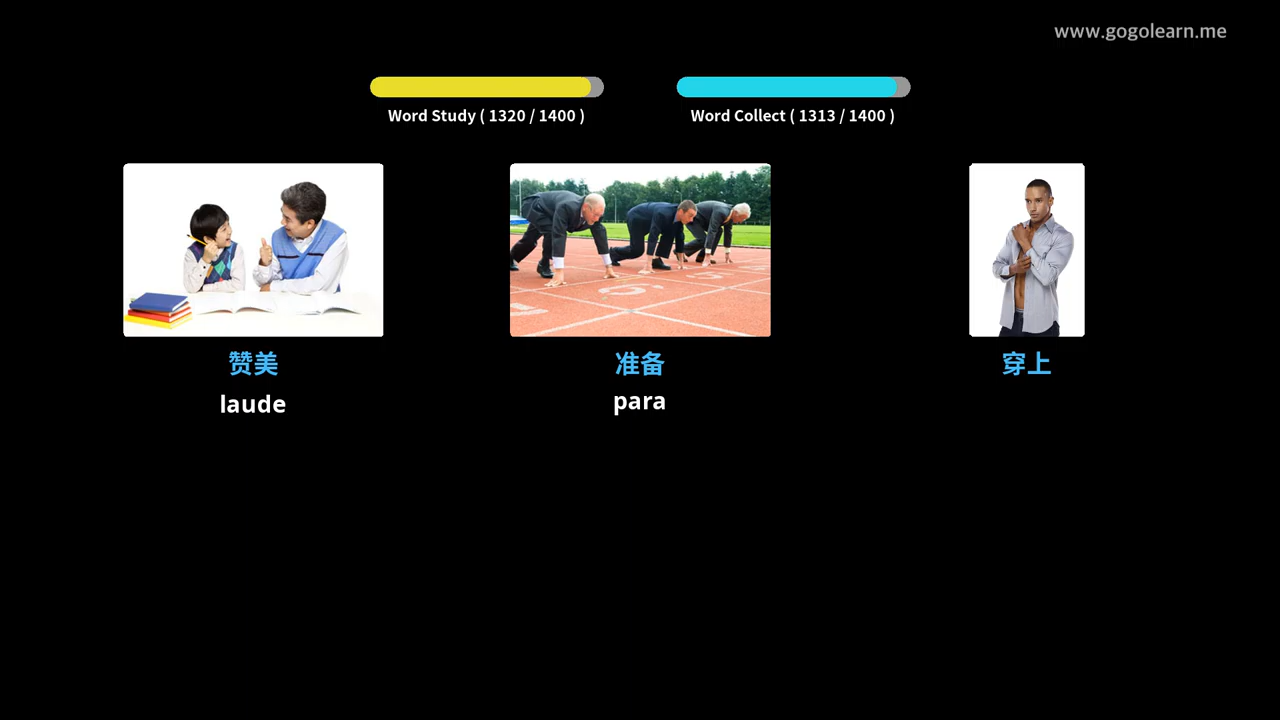 www.gogolearn.me
Word Study ( 1320 / 1400 )
Word Collect ( 1313 / 1400 )
赞美
准备
穿上
laude
para